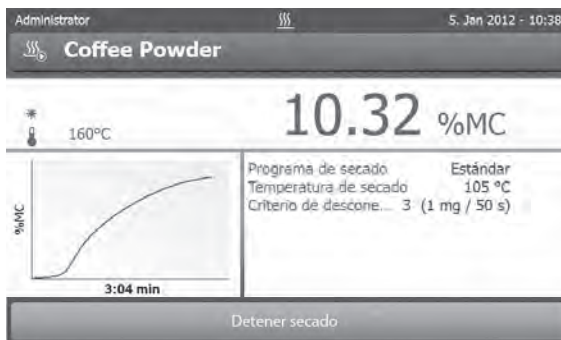 Administrator 5. Jan 2012 - 10:38
Coffee Powder
160°C 10.32 %MC
%MC
3:04 min
Programa de secado Estándar
Temperatura de secado 105 °C
Criterio de descone... 3 (1 mg / 50 s)
Detener secado